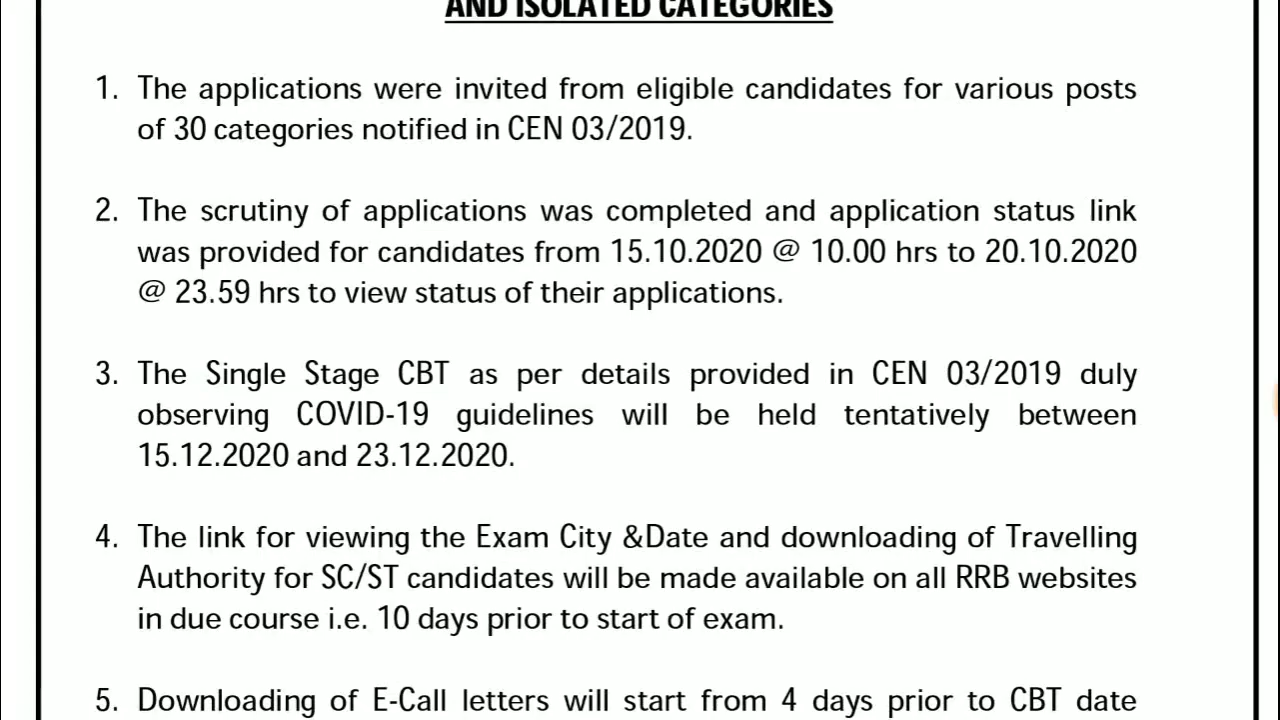 AND ISOLATED CATEGORIES
1. The applications were invited from eligible candidates for various posts
of 30 categories notified in CEN 03/2019.
2. The scrutiny of applications was completed and application status link
was provided for candidates from 15.10.2020 @ 10.00 hrs to 20.10.2020
@ 23.59 hrs to view status of their applications.
3. The Single Stage CBT as per details provided in CEN 03/2019 duly
observing COVID-19 guidelines will be held tentatively between
15.12.2020 and 23.12.2020.
4. The link for viewing the Exam City &Date and downloading of Travelling
Authority for SC/ST candidates will be made available on all RRB websites
in due course i.e. 10 days prior to start of exam.
5. Downloading of E-Call letters will start from 4 days prior to CBT date